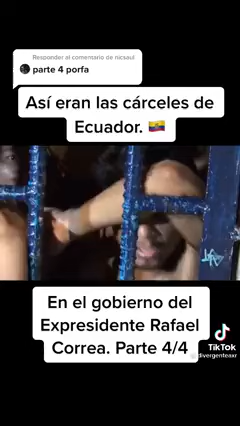 Responder al comentario de nicsaul
parte 4 porfa
Así eran las cárceles de
Ecuador. 🇪🇨
En el gobierno del
Expresidente Rafael
Correa. Parte 4/4
TikTok
@divergenteaxr